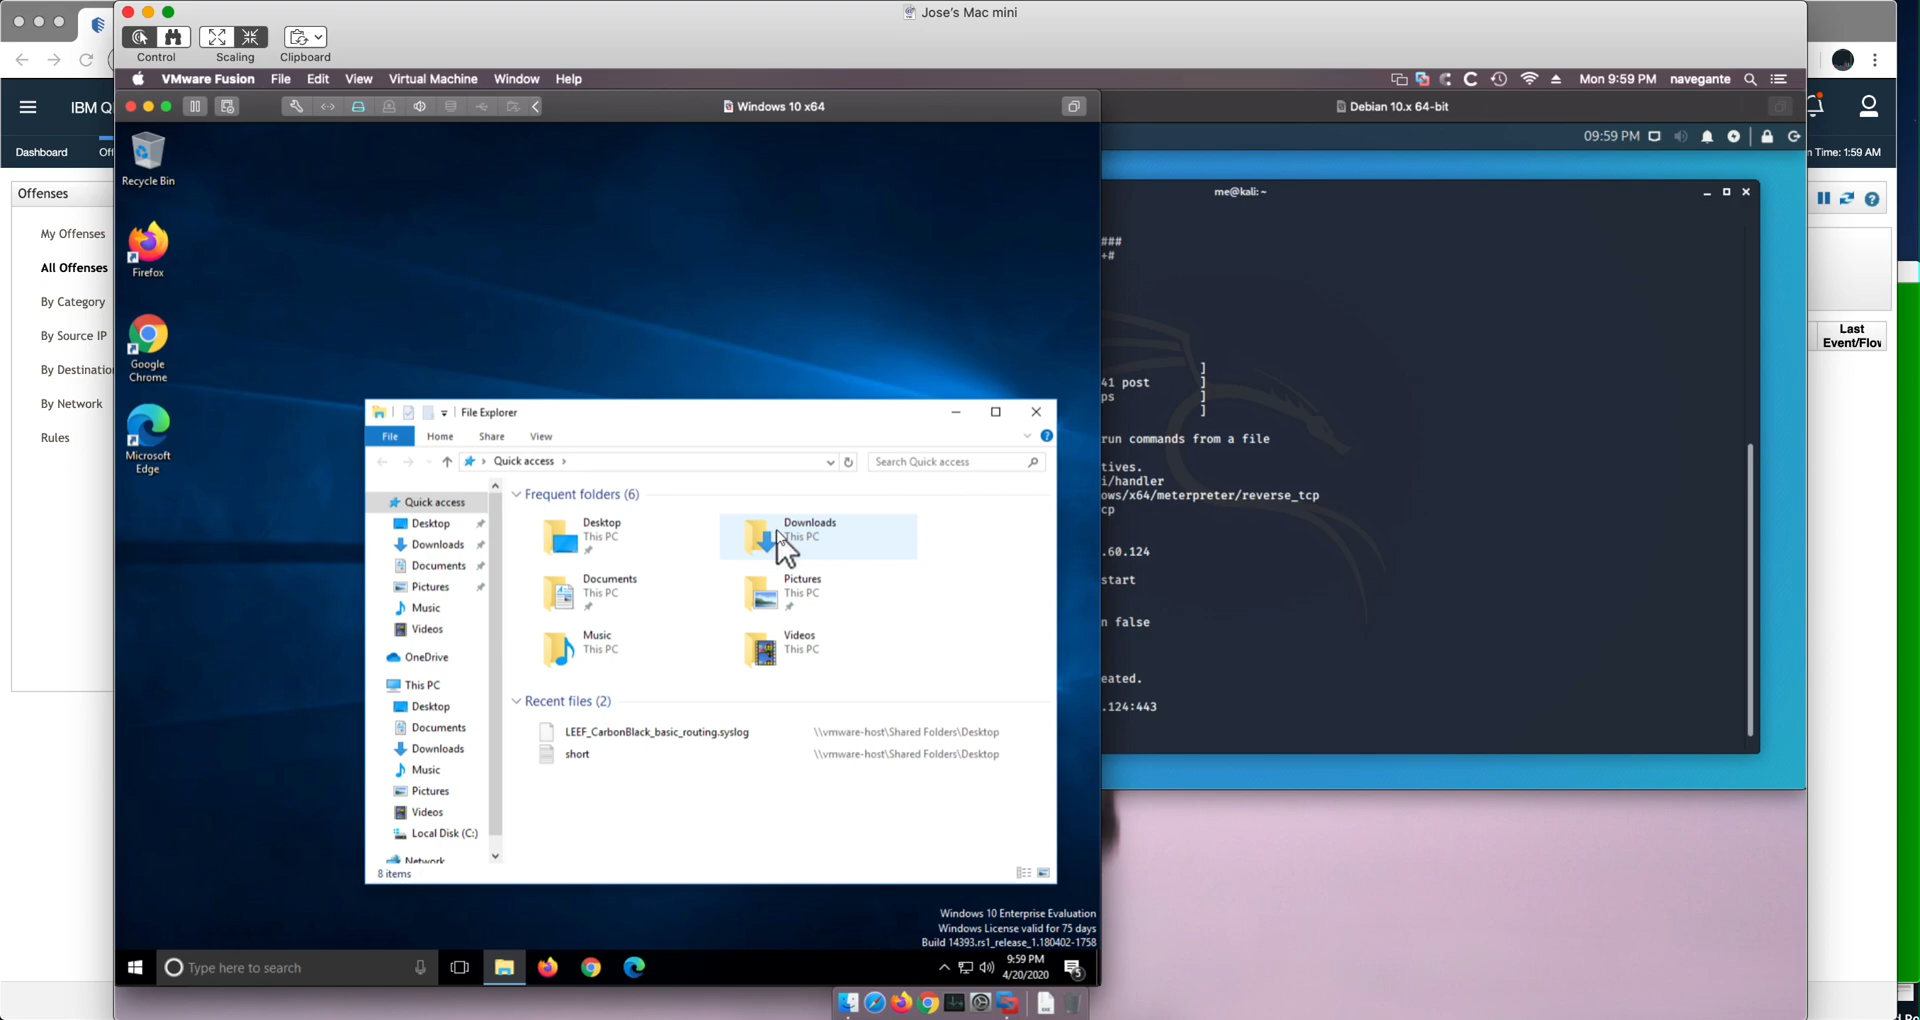 Jose's Mac mini
Control
Scaling
Clipboard
VMware Fusion File Edit View Virtual Machine Window Help
Mon 9:59 PM navegante
IBM Q
Windows 10 x64
Debian 10.x 64-bit
09:59 PM
Dashboard
Time: 1:59 AM
Offenses
My Offenses
All Offenses
By Category
By Source IP
By Destinatio
By Network
Rules
Last
Event/Flo
Recycle Bin
Firefox
Google
Chrome
Microsoft
Edge
me@kali: ~
###
+#
]
41 post ]
ps ]
]
run commands from a file
tives.
i/handler
ows/x64/meterpreter/reverse_tcp
cp
.60.124
start
n false
eated.
.124:443
File Explorer
File Home Share View
Quick access
Search Quick access
Quick access
Desktop
Downloads
Documents
Pictures
Music
Videos
OneDrive
This PC
Desktop
Documents
Downloads
Music
Pictures
Videos
Local Disk (C:)
Network
Frequent folders (6)
Desktop
This PC
Downloads
This PC
Documents
This PC
Pictures
This PC
Music
This PC
Videos
This PC
Recent files (2)
LEEF_CarbonBlack_basic_routing.syslog \\vmware-host\Shared Folders\Desktop
short \\vmware-host\Shared Folders\Desktop
8 items
Windows 10 Enterprise Evaluation
Windows License valid for 75 days
Build 14393.rs1_release_1.180402-1758
Type here to search
9:59 PM
4/20/2020
5